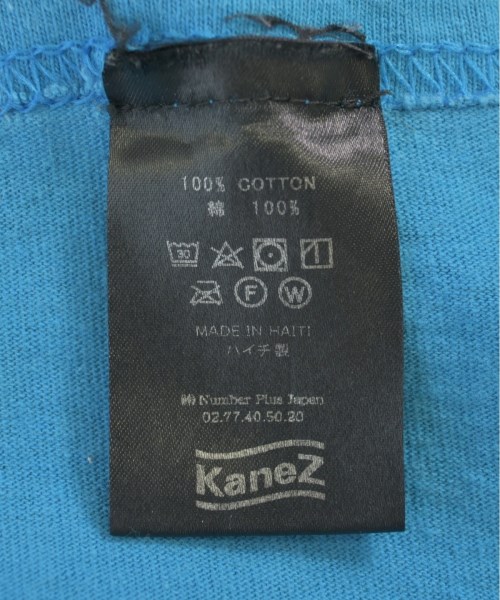 100% COTTON
綿 100%
30
F W
MADE IN HAITI
ハイチ製
㈱ Number Plus Japan
02.77.40.50.20
KaneZ